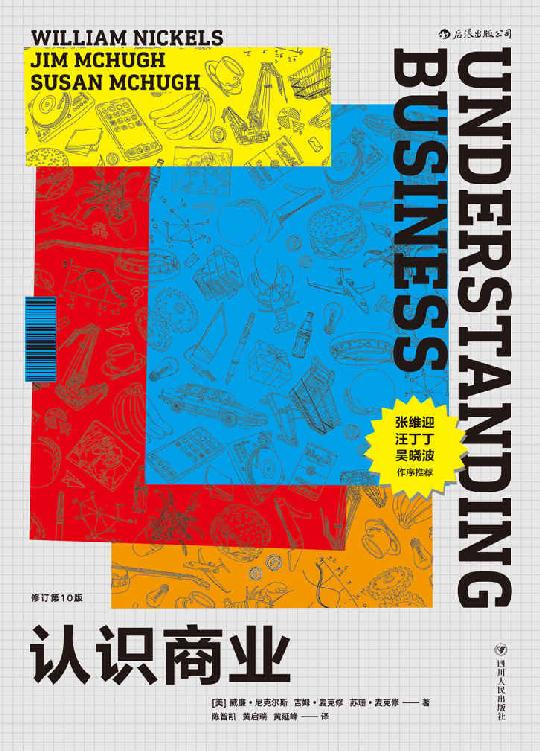 WILLIAM NICKELS
JIM MCHUGH
SUSAN MCHUGH
后浪出版公司
UNDERSTANDING
BUSINESS
张维迎
汪丁丁
吴晓波
作序推荐
修订第10版
认识商业
[美] 威廉·尼克尔斯 吉姆·麦克修 苏珊·麦克修 —— 著
陈智凯 黄启瑞 黄延峰 —— 译
四川人民出版社